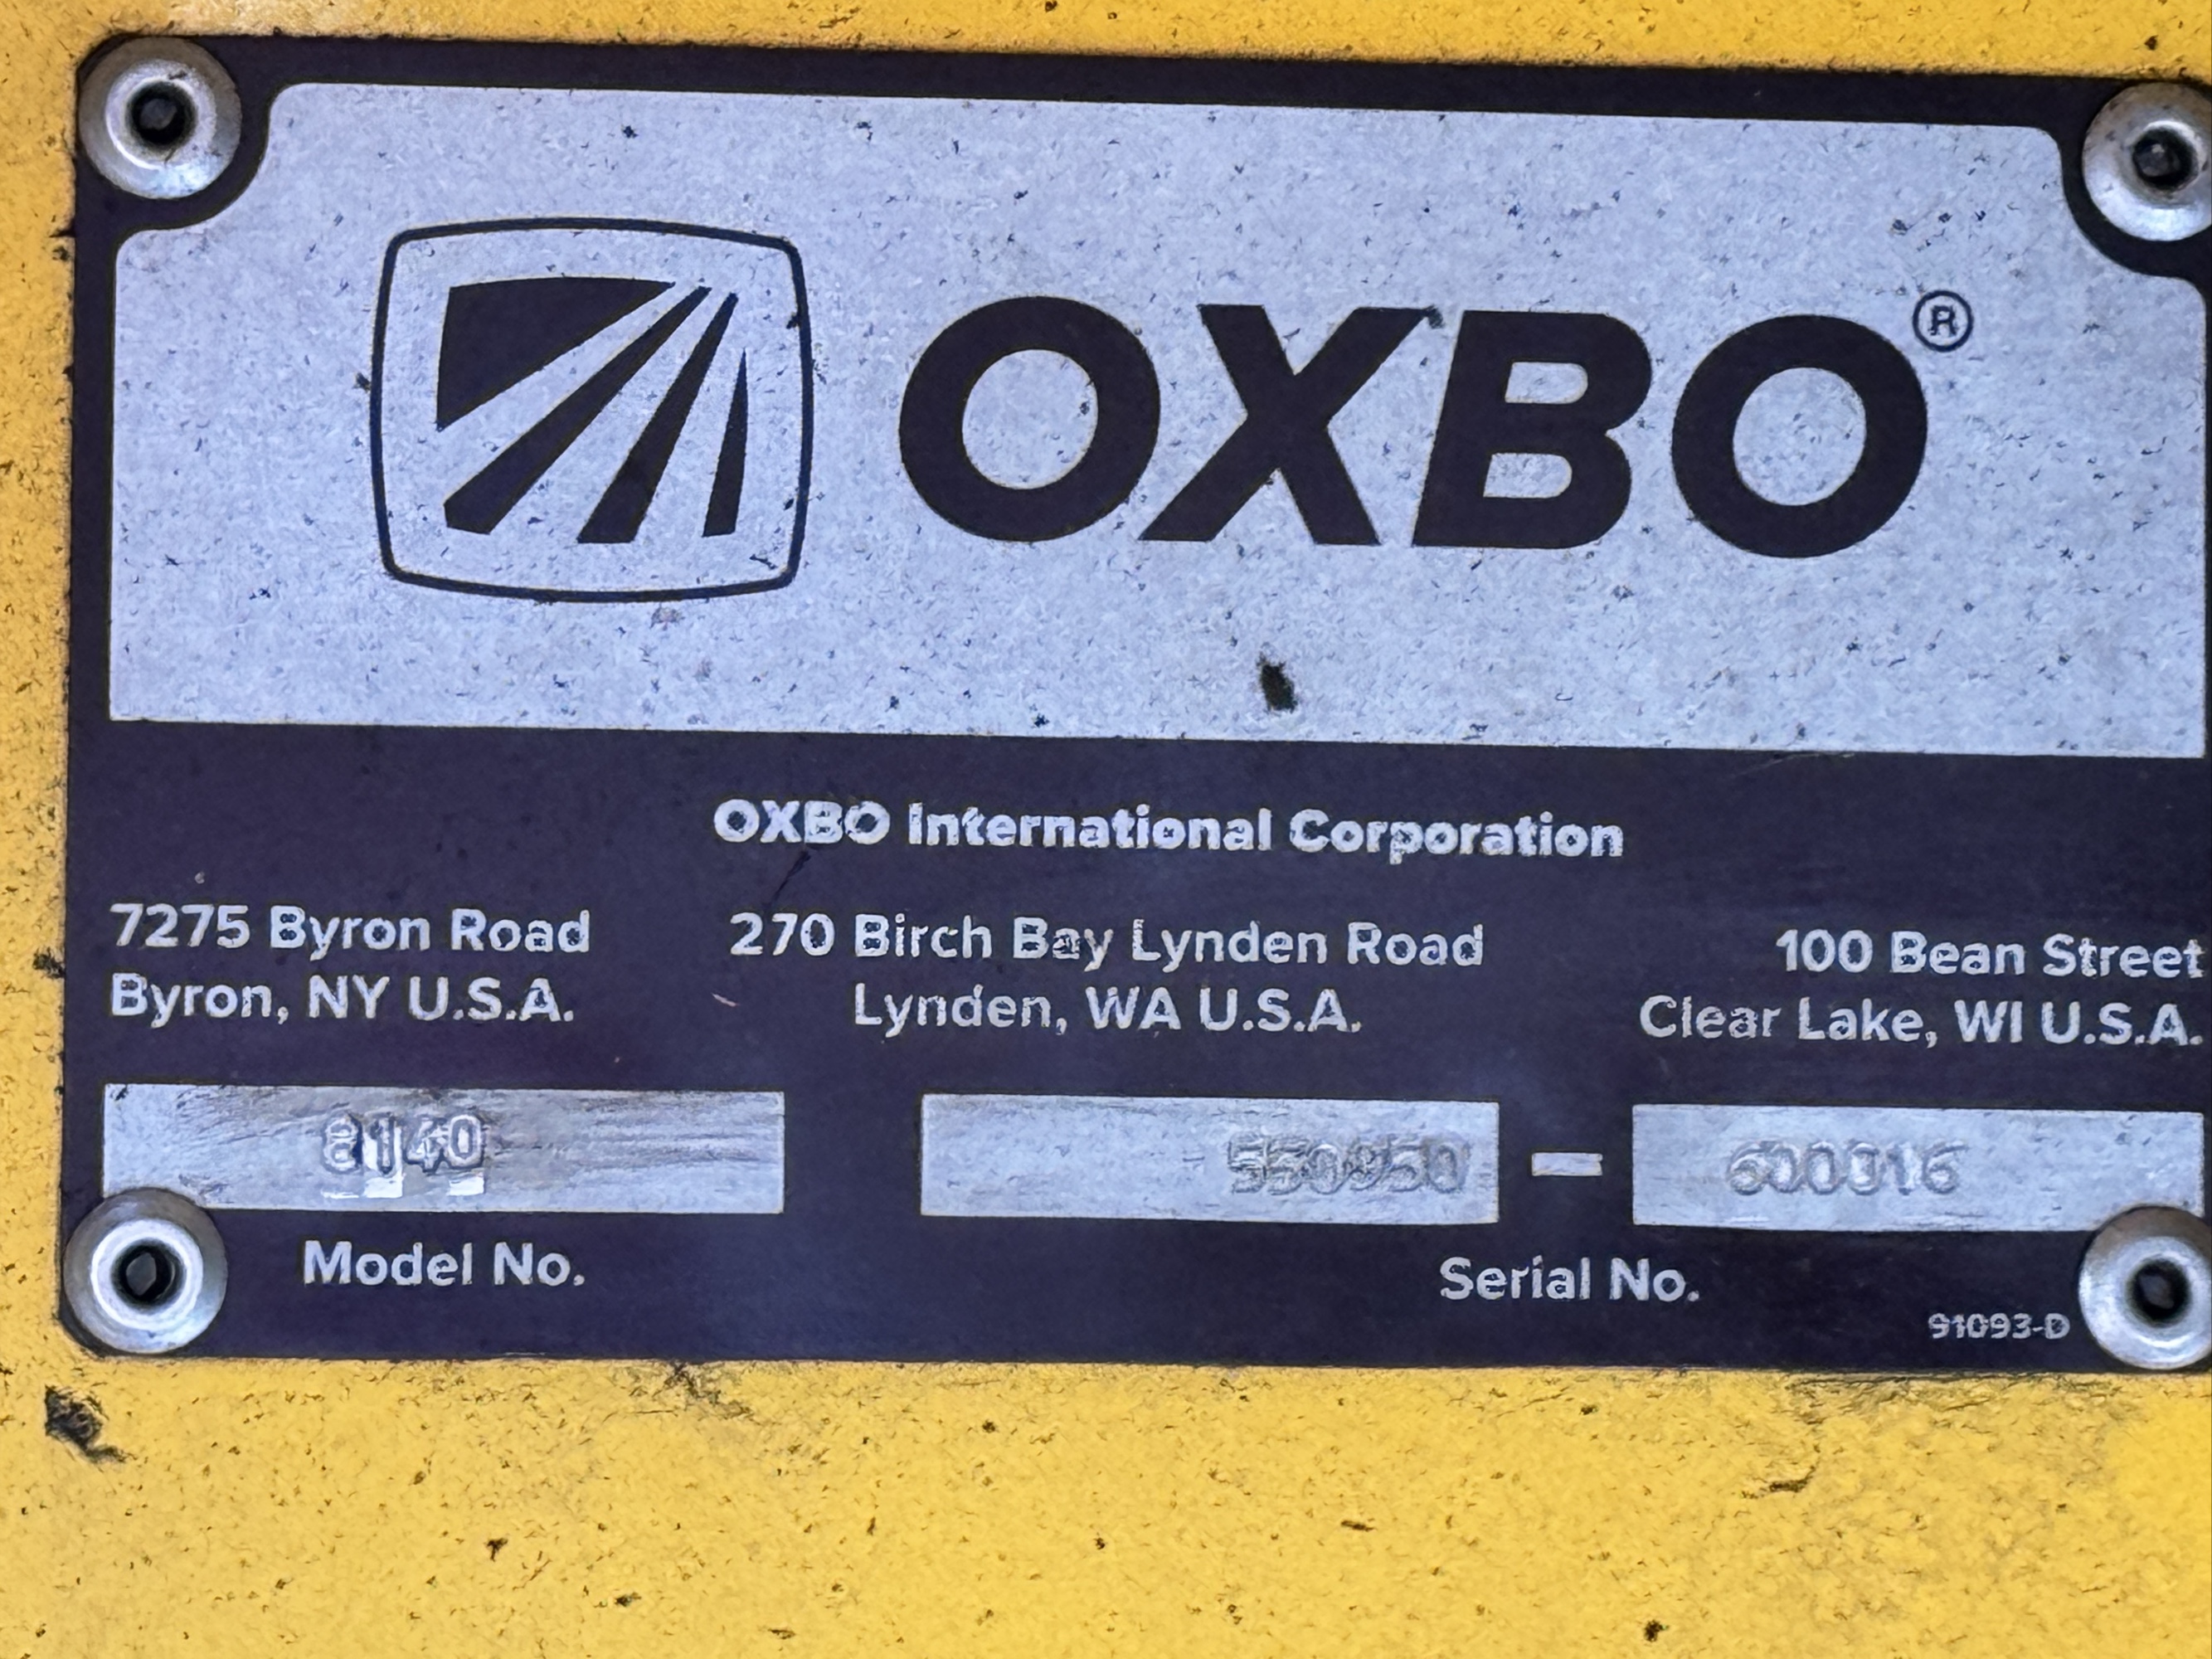 OXBO®
OXBO International Corporation
7275 Byron Road
Byron, NY U.S.A.
270 Birch Bay Lynden Road
Lynden, WA U.S.A.
100 Bean Street
Clear Lake, WI U.S.A.
8140
Model No.
550950 - 600016
Serial No.
91093-D